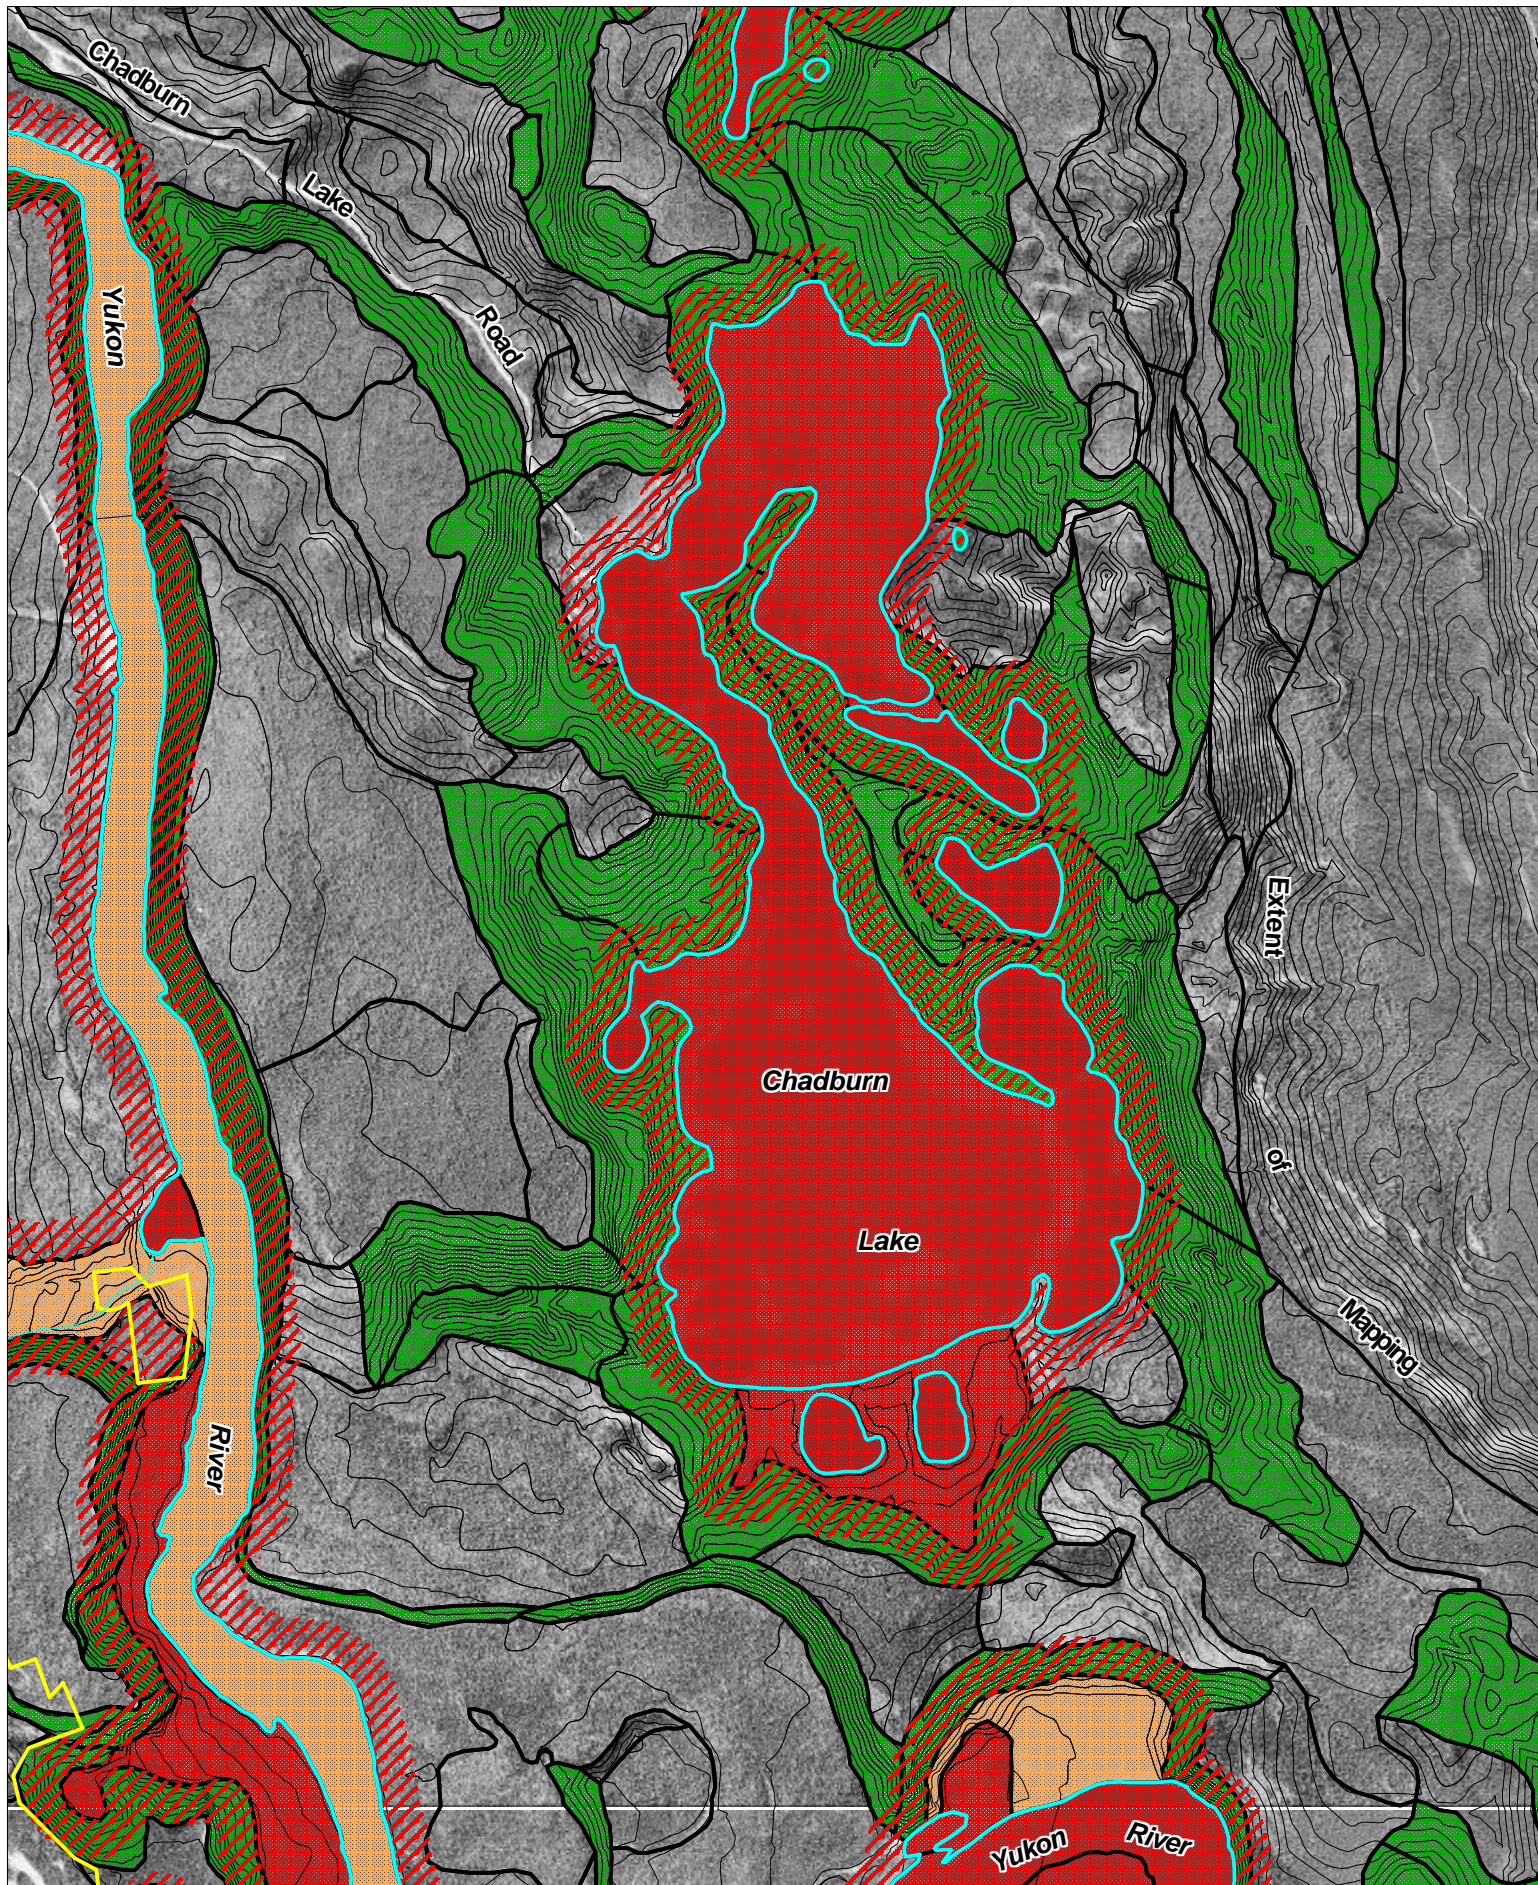 Chadburn
Lake
Road
Yukon
Extent
of
Mapping
Chadburn
Lake
River
Yukon
River